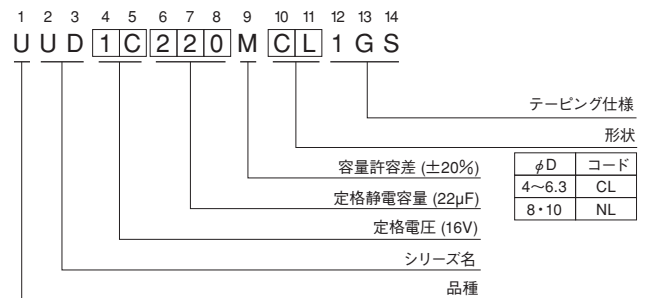 1 2 3 4 5 6 7 8 9 10 11 12 13 14
U U D 1 C 2 2 0 M C L 1 G S
テーピング仕様
形状
φD コード
4～6.3 CL
8・10 NL
容量許容差 (±20%)
定格静電容量 (22µF)
定格電圧 (16V)
シリーズ名
品種